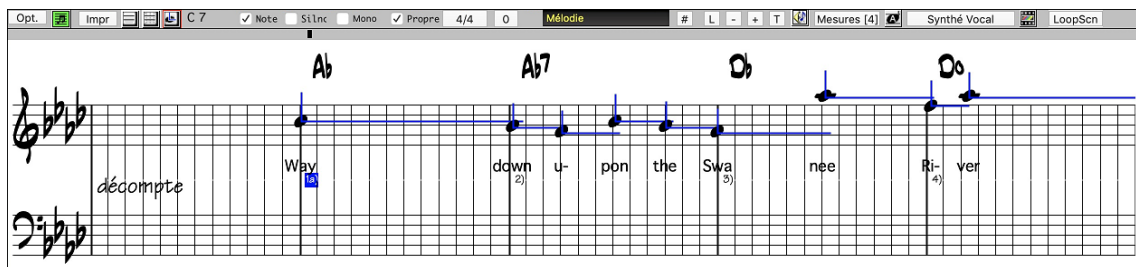 Opt. Impr C 7 Note Silnc Mono Propre 4/4 0 Mélodie # L - + T Mesures [4] A Synthé Vocal LoopScn
Ab Ab7 Db Do
Way down u- pon the Swa nee Ri- ver
1a) 2) 3) 4)
décompte